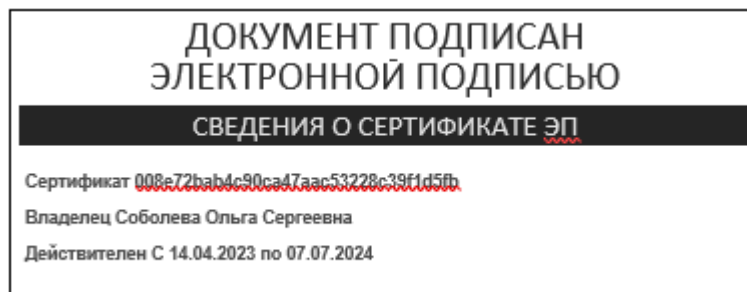 ДОКУМЕНТ ПОДПИСАН
ЭЛЕКТРОННОЙ ПОДПИСЬЮ
СВЕДЕНИЯ О СЕРТИФИКАТЕ ЭП
Сертификат 008e72bab4c90ca47aac53228c39f1d5fb
Владелец Соболева Ольга Сергеевна
Действителен С 14.04.2023 по 07.07.2024